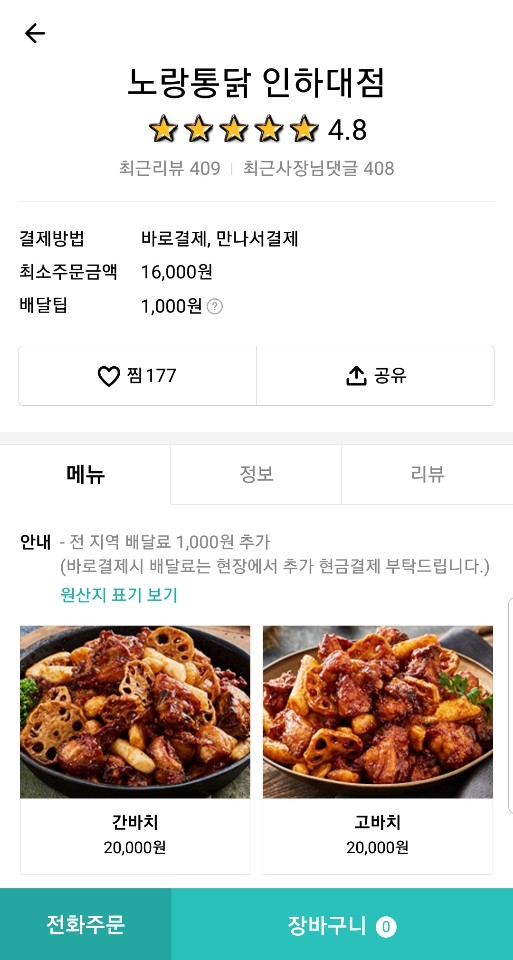 노랑통닭 인하대점
4.8
최근리뷰 409 | 최근사장님댓글 408
결제방법 바로결제, 만나서결제
최소주문금액 16,000원
배달팁 1,000원 ?
찜 177 공유
메뉴 정보 리뷰
안내 - 전 지역 배달료 1,000원 추가
(바로결제시 배달료는 현장에서 추가 현금결제 부탁드립니다.)
원산지 표기 보기
간바치 고바치
20,000원 20,000원
전화주문 장바구니 0